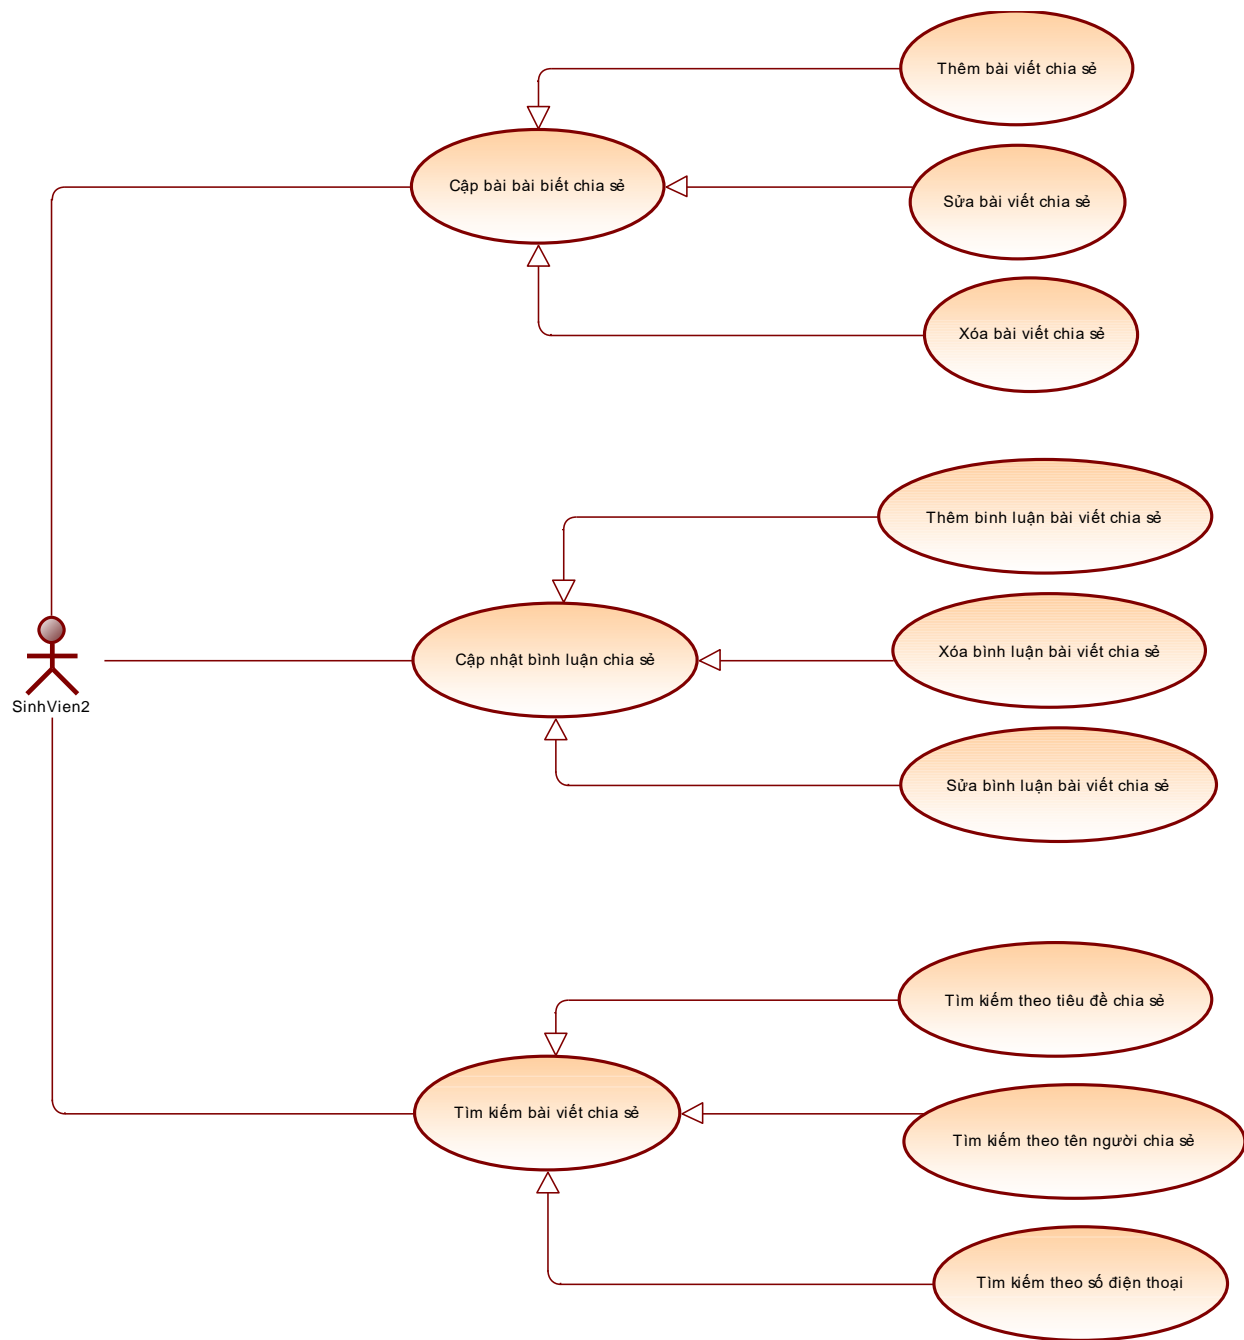 Thêm bài viết chia sẻ
Cập bài bài biết chia sẻ
Sửa bài viết chia sẻ
Xóa bài viết chia sẻ
Thêm binh luận bài viết chia sẻ
Xóa bình luận bài viết chia sẻ
Cập nhật bình luận chia sẻ
SinhVien2
Sửa bình luận bài viết chia sẻ
Tìm kiếm theo tiêu đề chia sẻ
Tìm kiếm bài viết chia sẻ
Tìm kiếm theo tên người chia sẻ
Tìm kiếm theo số điện thoại